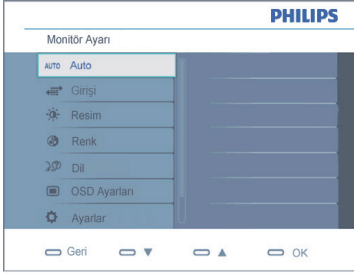 PHILIPS
Monitör Ayarı
AUTO Auto
Girişi
Resim
Renk
Dil
OSD Ayarları
Ayarlar
Geri ▼ ▲ OK